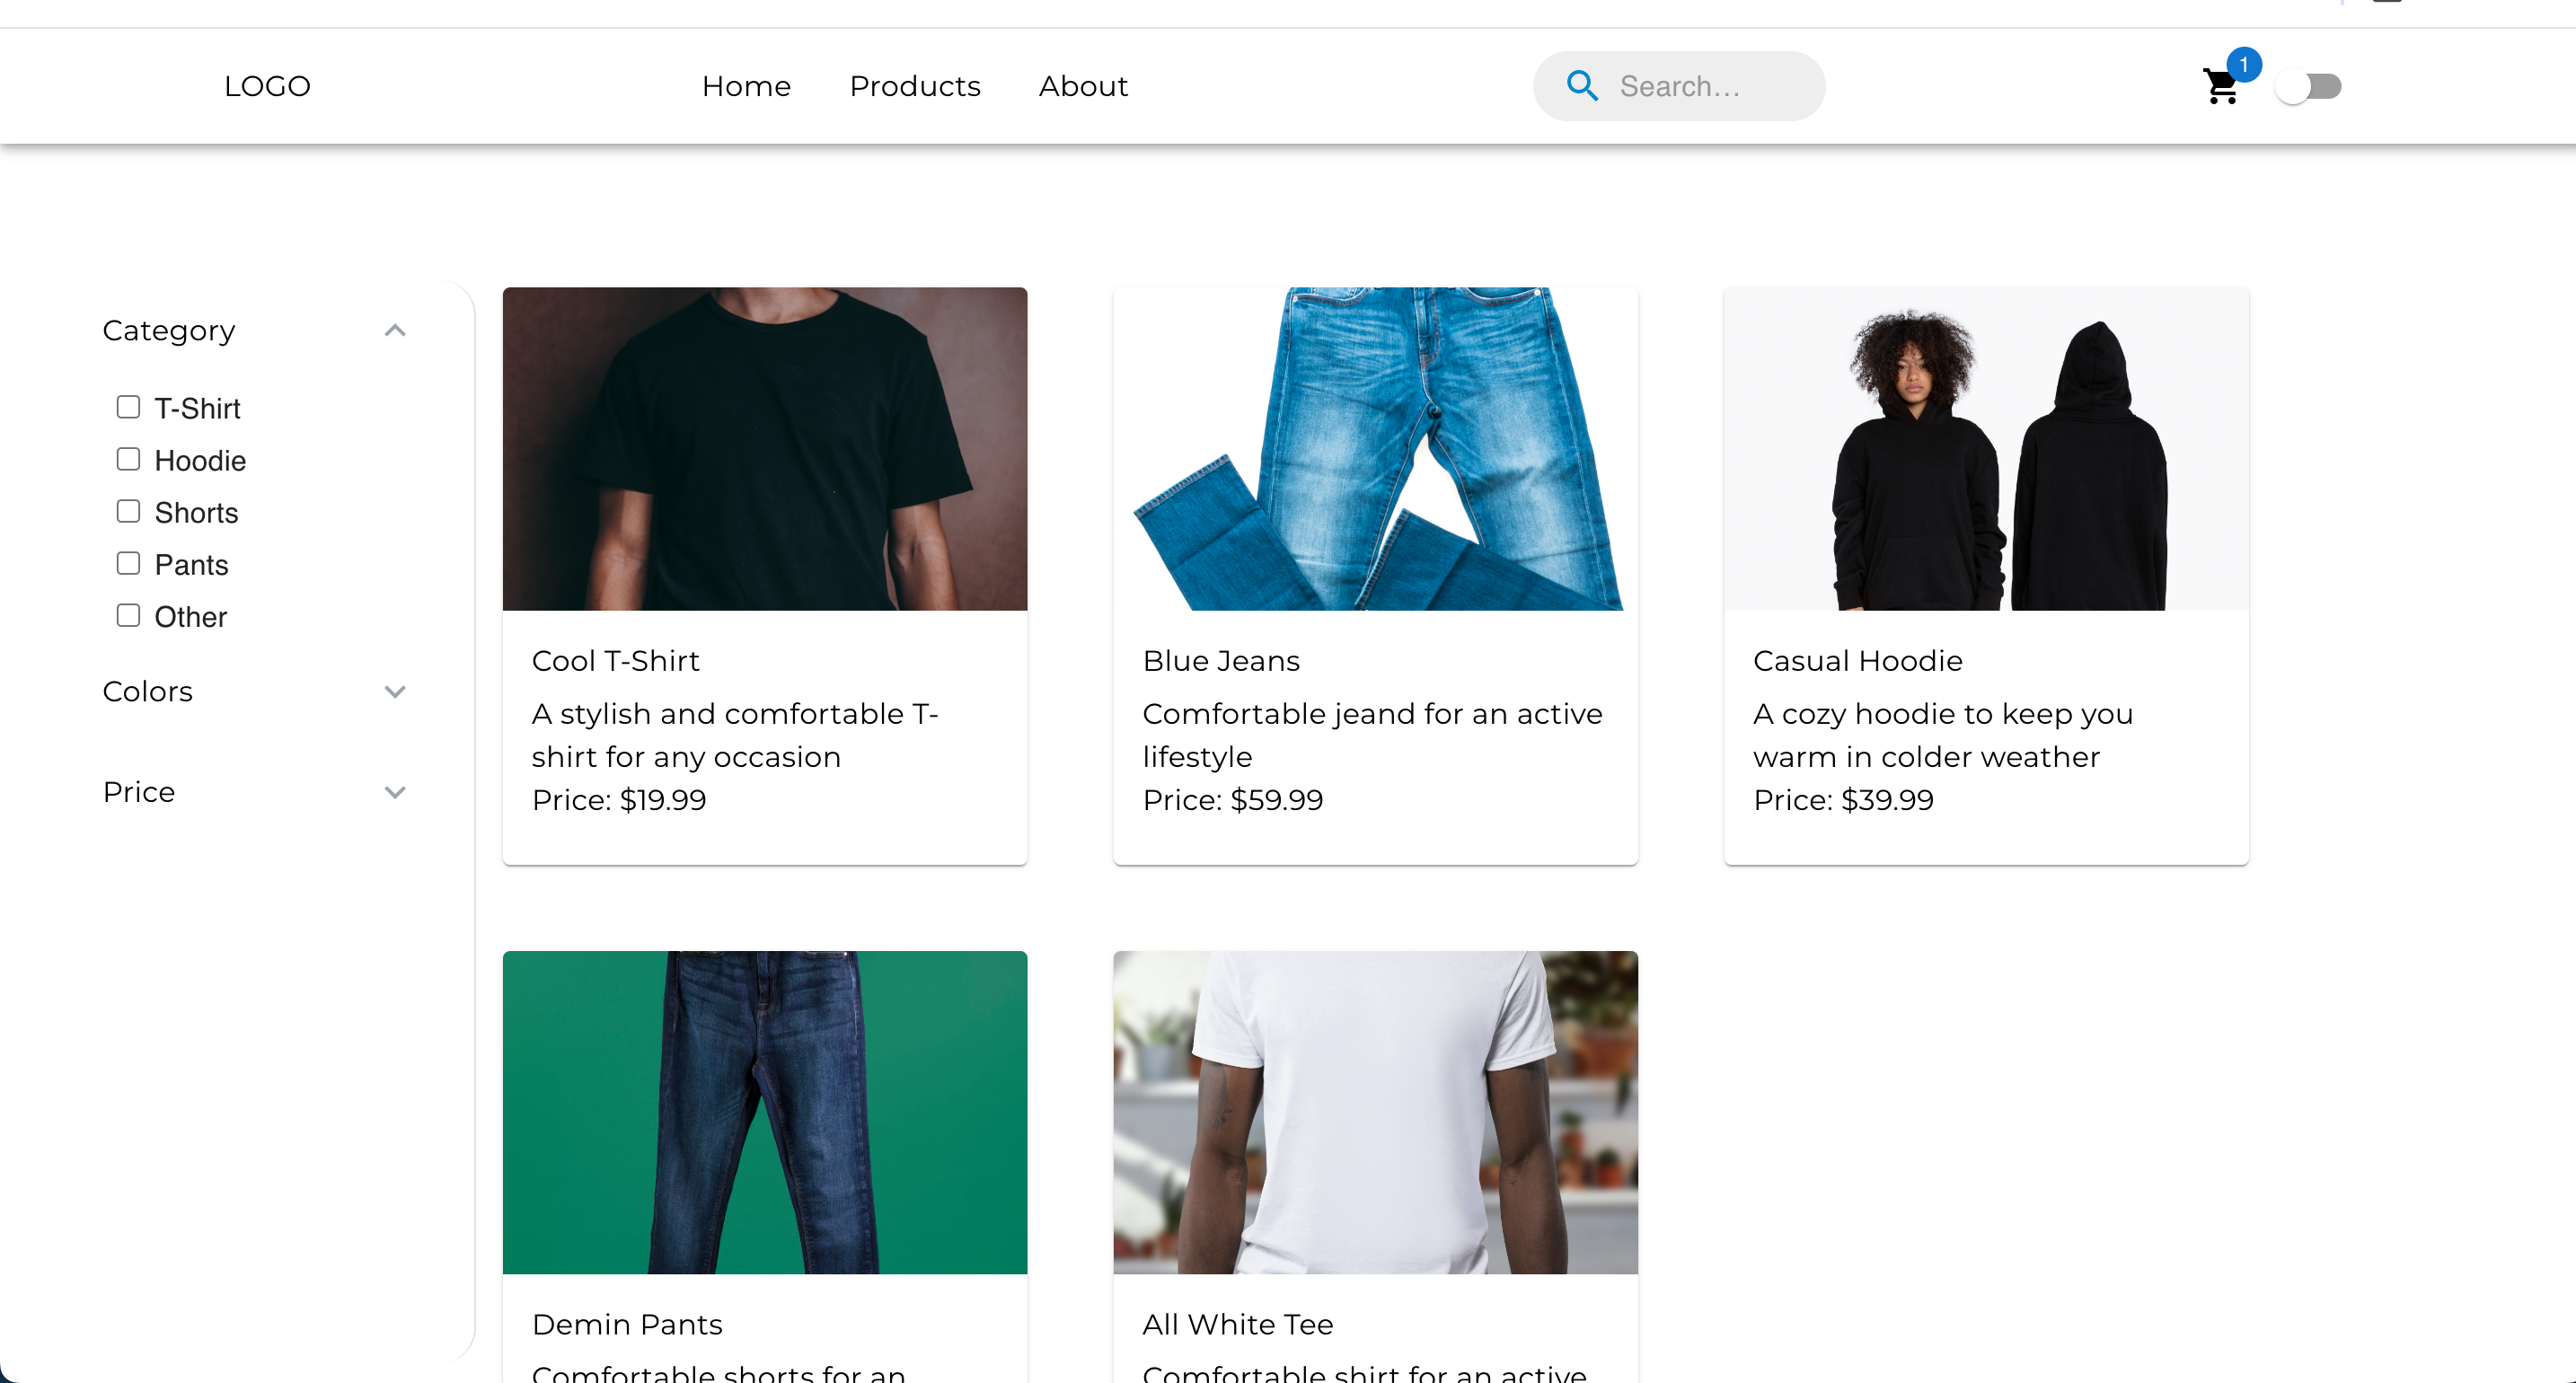 LOGO
Home
Products
About
Search...
1
Category
T-Shirt
Hoodie
Shorts
Pants
Other
Colors
Price
Cool T-Shirt
A stylish and comfortable T-
shirt for any occasion
Price: $19.99
Blue Jeans
Comfortable jeand for an active
lifestyle
Price: $59.99
Casual Hoodie
A cozy hoodie to keep you
warm in colder weather
Price: $39.99
Demin Pants
Comfortable shorts for an
All White Tee
Comfortable shirt for an active